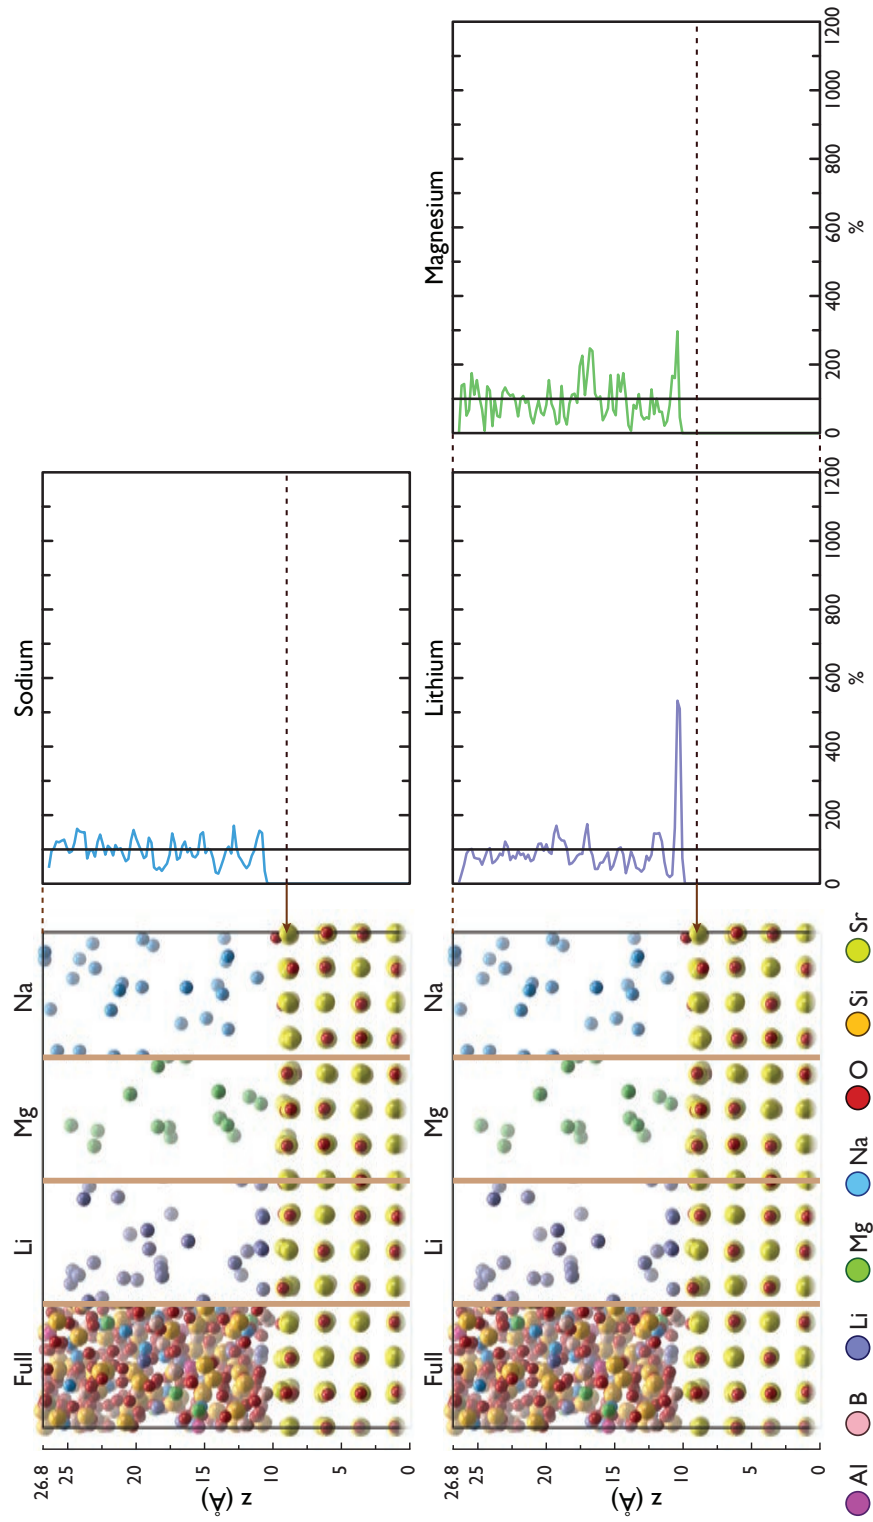 Full Li Mg Na Sodium
26.8
25
20
15
10
5
0
z (Å)
Full Li Mg Na Lithium Magnesium
26.8
25
20
15
10
5
0
z (Å)
0 200 400 600 800 1000 1200 0 200 400 600 800 1000 1200
% %
Al B Li Mg Na O Si Sr